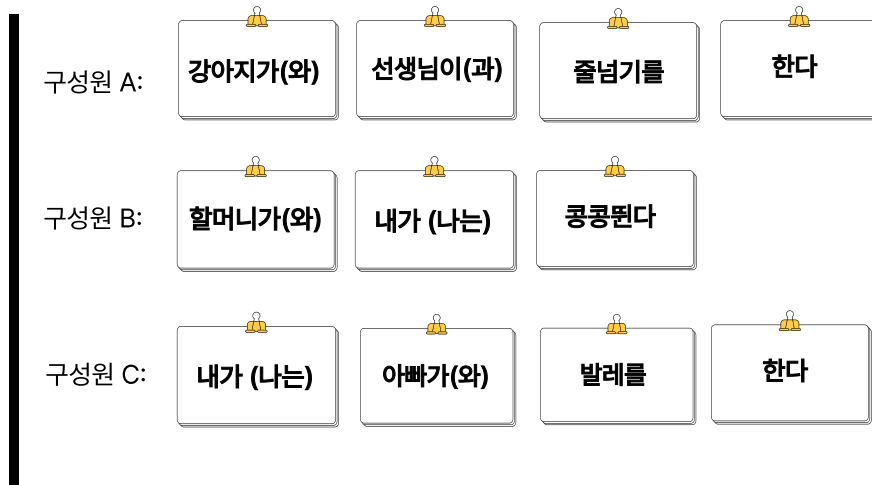 구성원 A: 강아지가(와) 선생님이(과) 줄넘기를 한다
구성원 B: 할머니가(와) 내가 (나는) 콩콩뛴다
구성원 C: 내가 (나는) 아빠가(와) 발레를 한다